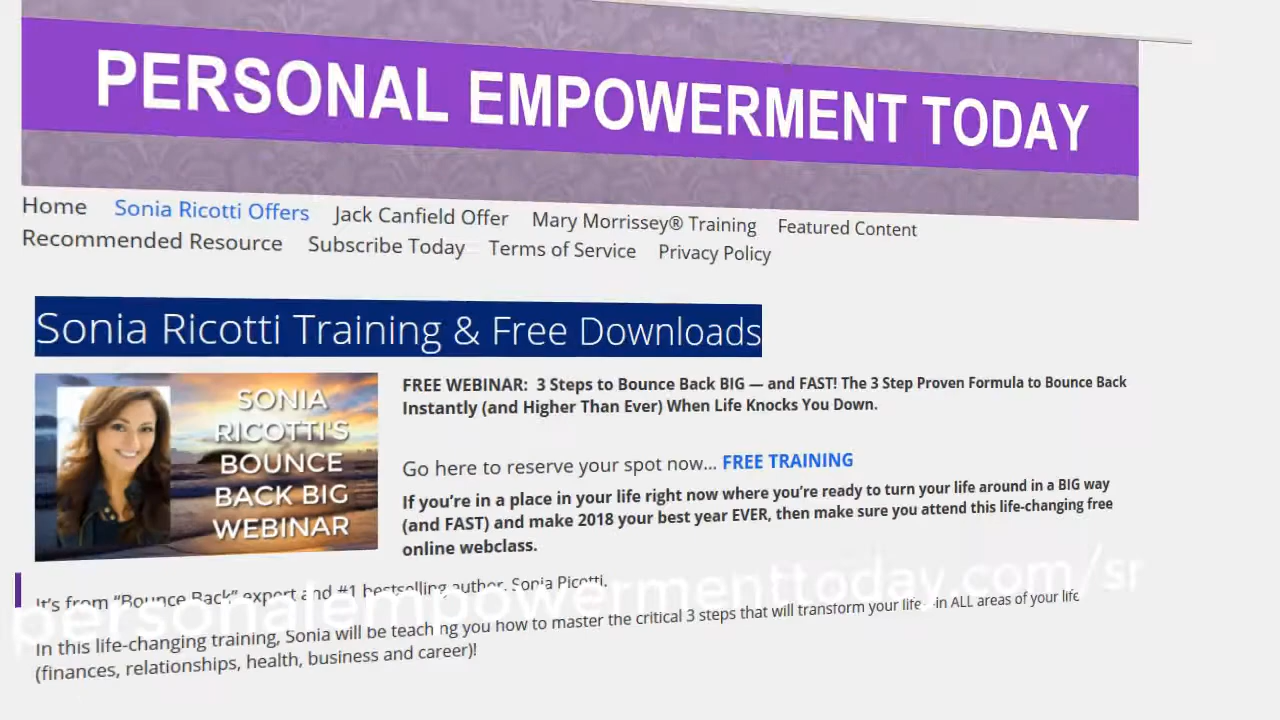 PERSONAL EMPOWERMENT TODAY
Home Sonia Ricotti Offers Jack Canfield Offer Mary Morrissey® Training Featured Content
Recommended Resource Subscribe Today Terms of Service Privacy Policy
Sonia Ricotti Training & Free Downloads
SONIA
RICOTTI'S
BOUNCE
BACK BIG
WEBINAR
FREE WEBINAR: 3 Steps to Bounce Back BIG — and FAST! The 3 Step Proven Formula to Bounce Back
Instantly (and Higher Than Ever) When Life Knocks You Down.
Go here to reserve your spot now... FREE TRAINING
If you're in a place in your life right now where you're ready to turn your life around in a BIG way
(and FAST) and make 2018 your best year EVER, then make sure you attend this life-changing free
online webclass.
It's from “Bounce Back” expert and #1 bestselling author, Sonia Ricotti.
personalempowermenttoday.com/sr
In this life-changing training, Sonia will be teaching you how to master the critical 3 steps that will transform your life in ALL areas of your life
(finances, relationships, health, business and career)!